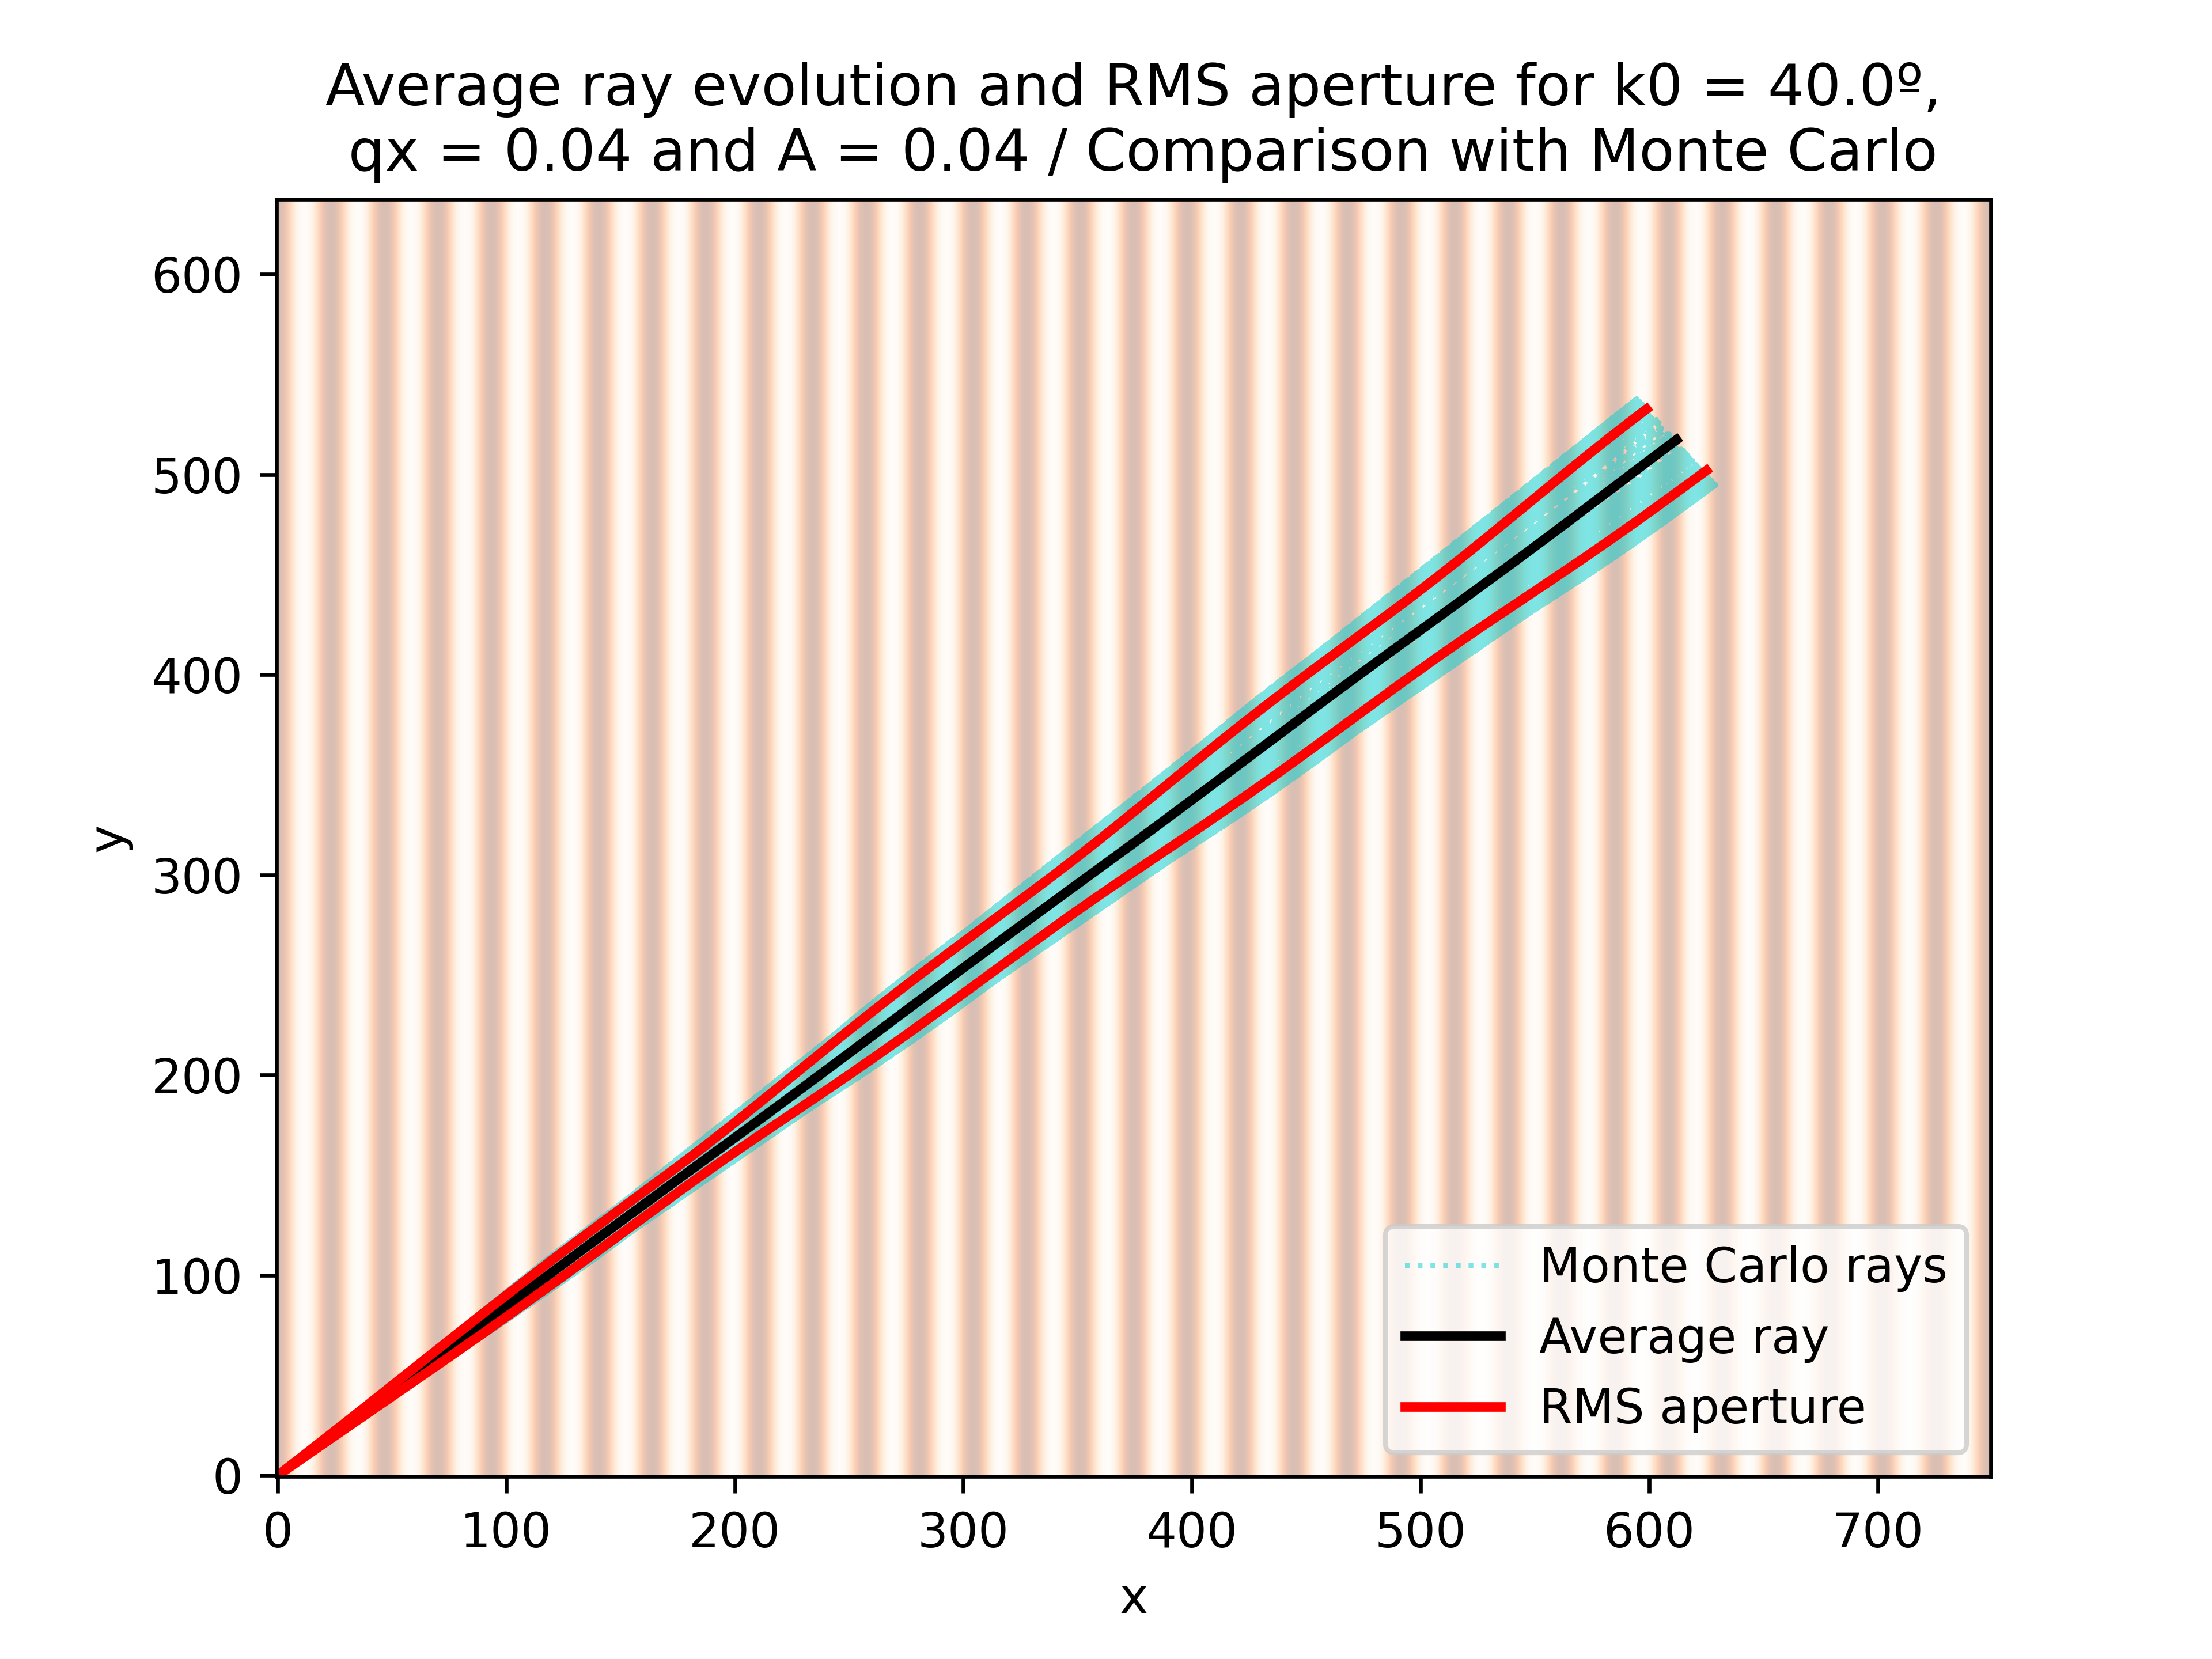 Average ray evolution and RMS aperture for k0 = 40.0º,
qx = 0.04 and A = 0.04 / Comparison with Monte Carlo
600
500
400
300
200
100
0
y
0 100 200 300 400 500 600 700
x
Monte Carlo rays
Average ray
RMS aperture